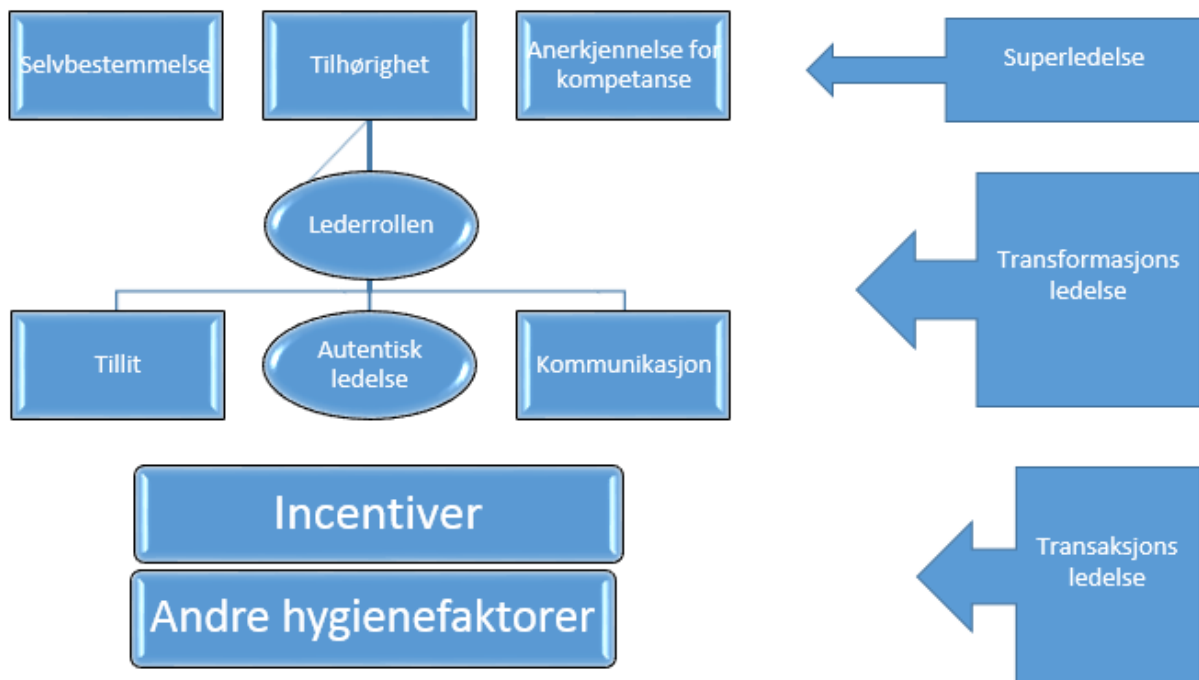 Selvbestemmelse
Tilhørighet
Anerkjennelse for
kompetanse
Superledelse
Lederrollen
Transformasjons
ledelse
Tillit
Autentisk
ledelse
Kommunikasjon
Incentiver
Transaksjons
ledelse
Andre hygienefaktorer